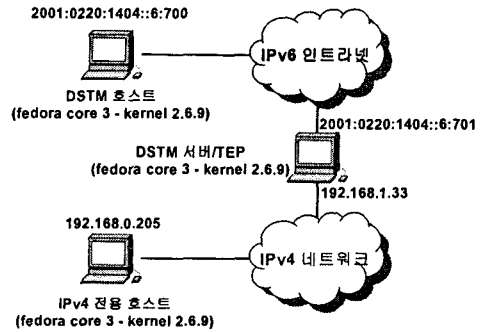 2001:0220:1404::6:700
IPv6 인트라넷
DSTM 호스트
(fedora core 3 - kernel 2.6.9)
2001:0220:1404::6:701
DSTM 서버/TEP
(fedora core 3 - kernel 2.6.9)
192.168.1.33
192.168.0.205
IPv4 네트워크
IPv4 전용 호스트
(fedora core 3 - kernel 2.6.9)